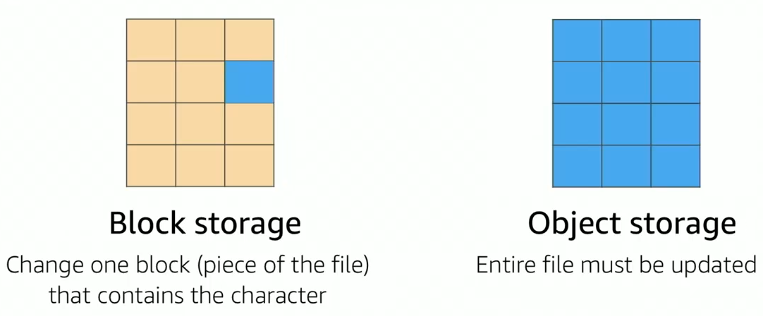 Block storage
Change one block (piece of the file)
that contains the character
Object storage
Entire file must be updated